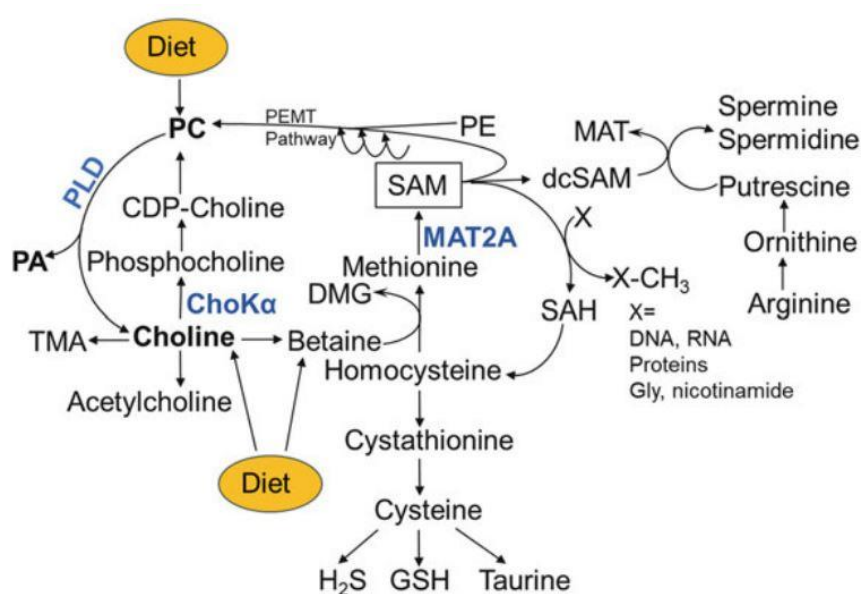 Diet
PC
PEMT
Pathway
PE
SAM
dcSAM
MAT
Spermine
Spermidine
Putrescine
Ornithine
Arginine
PLD
CDP-Choline
Phosphocholine
PA
ChoKα
MAT2A
Methionine
DMG
X
X-CH₃
SAH
X=
DNA, RNA
Proteins
Gly, nicotinamide
TMA
Choline
Betaine
Homocysteine
Acetylcholine
Diet
Cystathionine
Cysteine
H₂S
GSH
Taurine